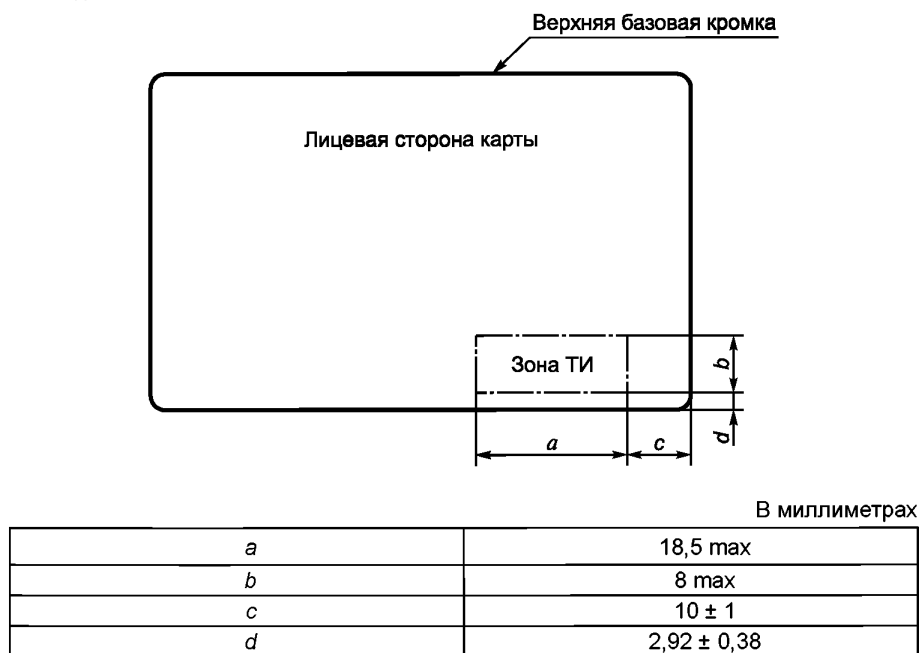 Верхняя базовая кромка
Лицевая сторона карты
Зона ТИ
b
d
a
c
В миллиметрах
a 18,5 max
b 8 max
c 10 ± 1
d 2,92 ± 0,38